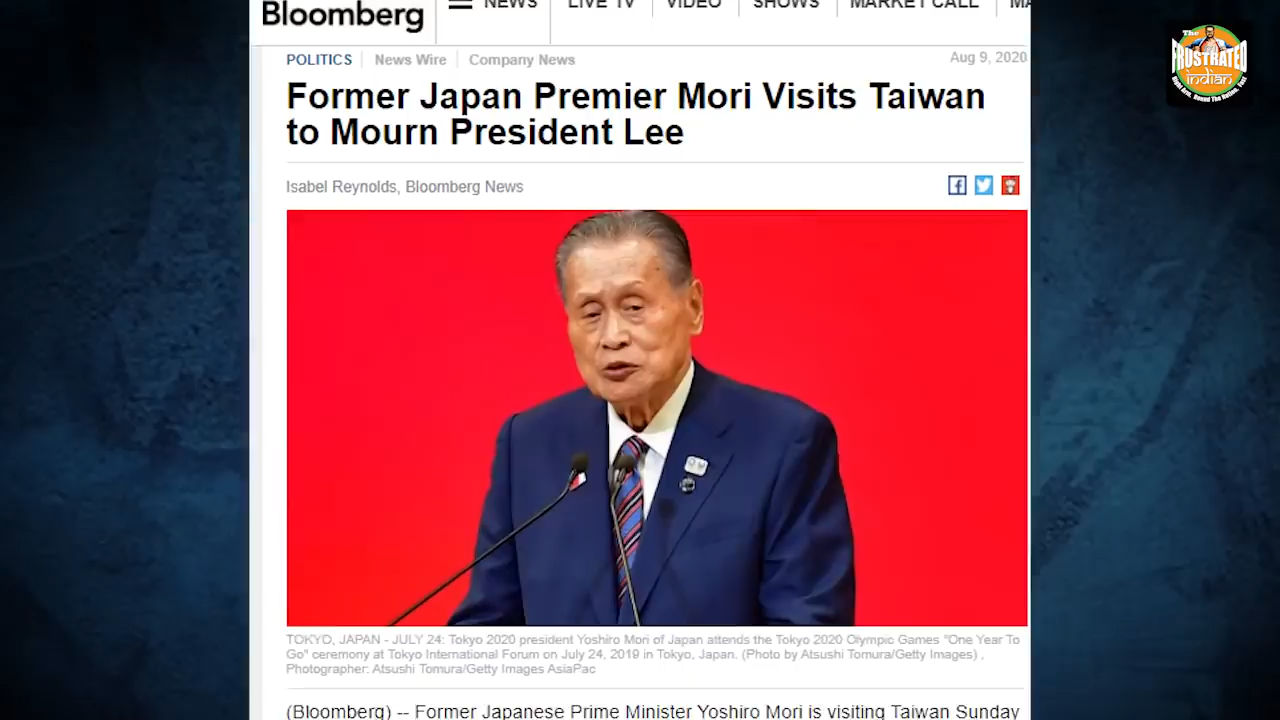 Bloomberg
NEWS
LIVE TV
VIDEO
SHOWS
MARKET CALL
POLITICS
News Wire
Company News
Aug 9, 2020
The
FRUSTRATED
indian
Former Japan Premier Mori Visits Taiwan
to Mourn President Lee
Isabel Reynolds, Bloomberg News
TOKYO, JAPAN - JULY 24: Tokyo 2020 president Yoshiro Mori of Japan attends the Tokyo 2020 Olympic Games "One Year To
Go" ceremony at Tokyo International Forum on July 24, 2019 in Tokyo, Japan. (Photo by Atsushi Tomura/Getty Images) ,
Photographer: Atsushi Tomura/Getty Images AsiaPac
(Bloomberg) -- Former Japanese Prime Minister Yoshiro Mori is visiting Taiwan Sunday